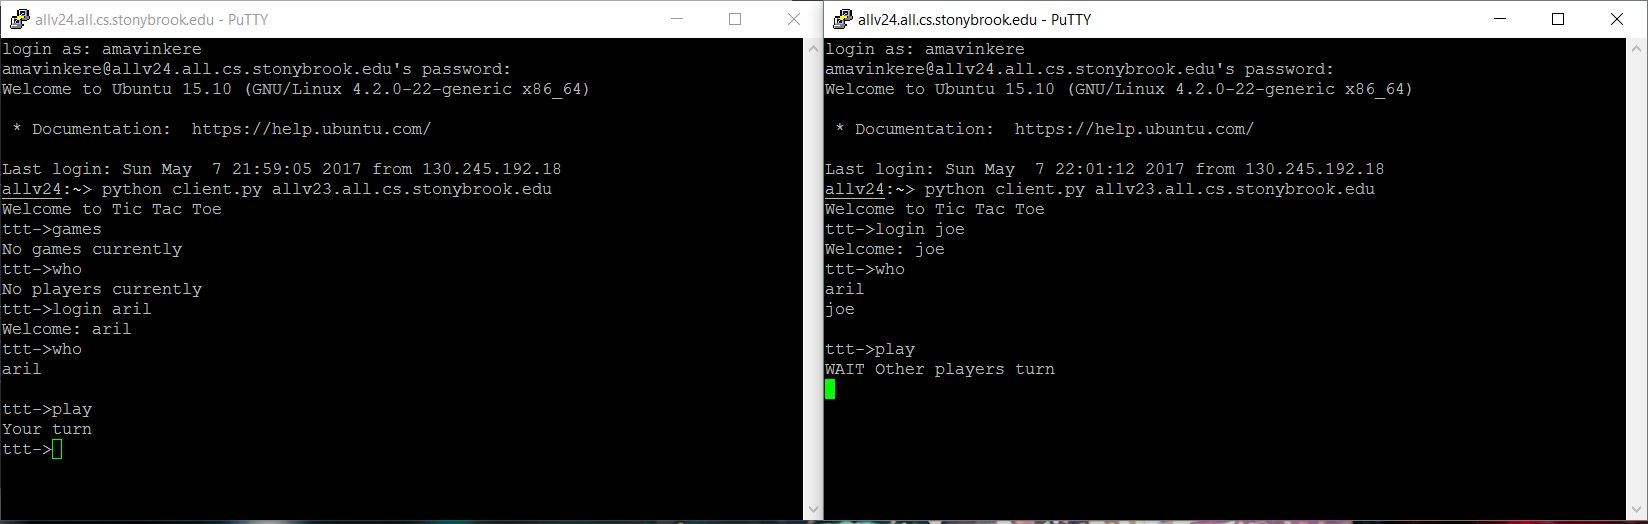 allv24.all.cs.stonybrook.edu - PuTTY
login as: amavinkere
amavinkere@allv24.all.cs.stonybrook.edu's password:
Welcome to Ubuntu 15.10 (GNU/Linux 4.2.0-22-generic x86_64)
* Documentation:  https://help.ubuntu.com/
Last login: Sun May  7 21:59:05 2017 from 130.245.192.18
allv24:~> python client.py allv23.all.cs.stonybrook.edu
Welcome to Tic Tac Toe
ttt->games
No games currently
ttt->who
No players currently
ttt->login aril
Welcome: aril
ttt->who
aril
ttt->play
Your turn
ttt->
allv24.all.cs.stonybrook.edu - PuTTY
login as: amavinkere
amavinkere@allv24.all.cs.stonybrook.edu's password:
Welcome to Ubuntu 15.10 (GNU/Linux 4.2.0-22-generic x86_64)
* Documentation:  https://help.ubuntu.com/
Last login: Sun May  7 22:01:12 2017 from 130.245.192.18
allv24:~> python client.py allv23.all.cs.stonybrook.edu
Welcome to Tic Tac Toe
ttt->login joe
Welcome: joe
ttt->who
aril
joe
ttt->play
WAIT Other players turn